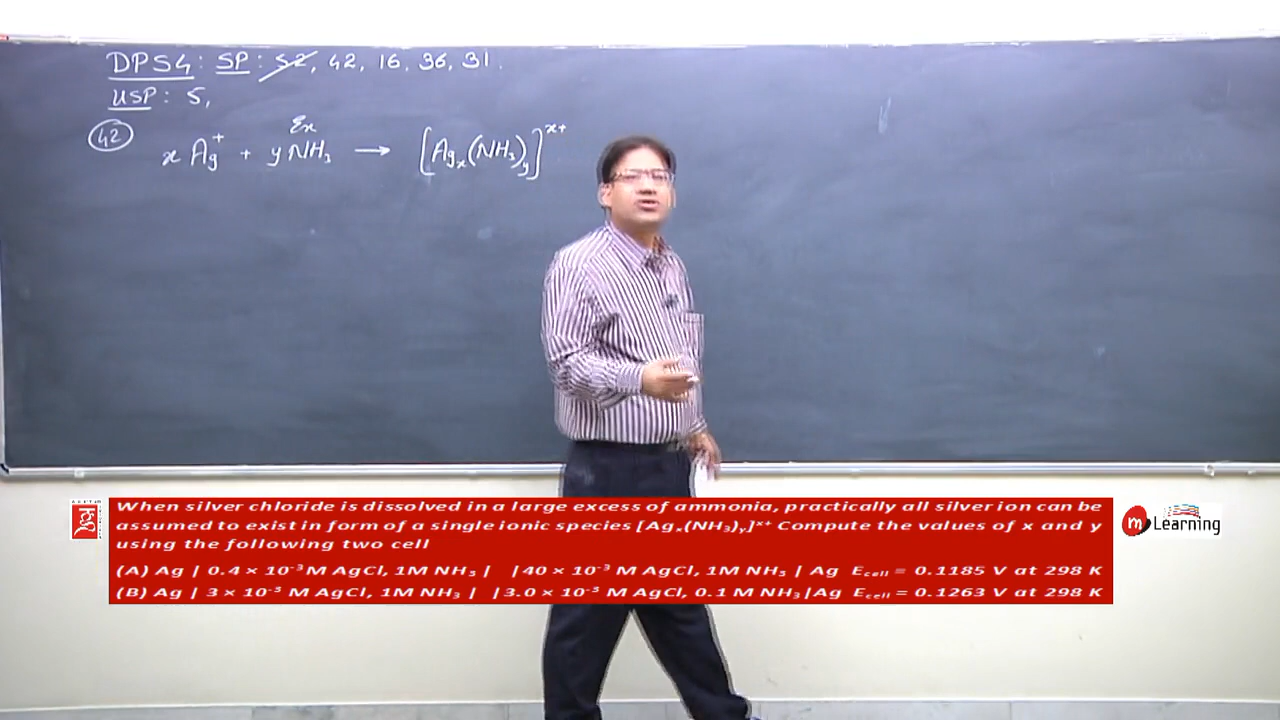 DPS4: SP: 52, 42, 16, 36, 31.
USP: 5,
Ex
42 x Ag⁺ + y NH₃ → [Agₓ(NH₃)ᵧ]ˣ⁺
When silver chloride is dissolved in a large excess of ammonia, practically all silver ion can be
assumed to exist in form of a single ionic species [Agₓ(NH₃)ᵧ]ˣ⁺ Compute the values of x and y
using the following two cell
(A) Ag | 0.4 × 10⁻³ M AgCl, 1M NH₃ | | 40 × 10⁻³ M AgCl, 1M NH₃ | Ag E꜀ₑₗₗ = 0.1185 V at 298 K
(B) Ag | 3 × 10⁻³ M AgCl, 1M NH₃ | | 3.0 × 10⁻³ M AgCl, 0.1 M NH₃ | Ag E꜀ₑₗₗ = 0.1263 V at 298 K
m Learning